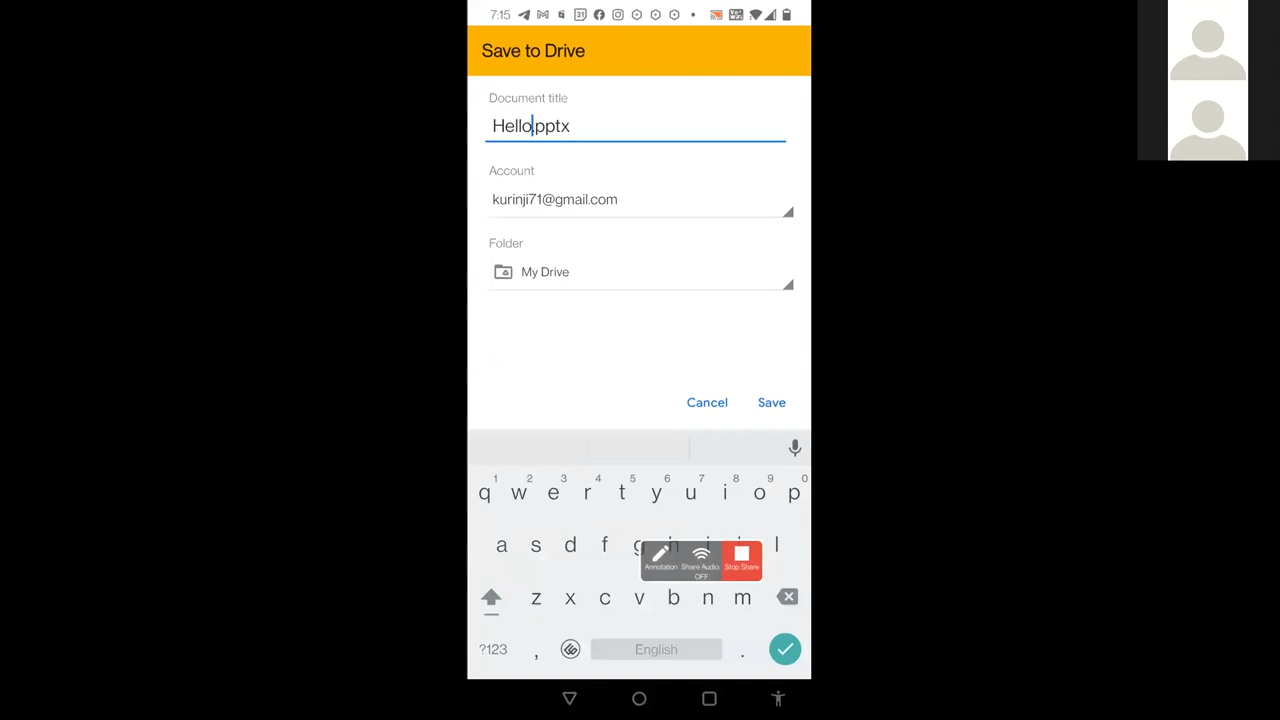 7:15
31
Save to Drive
Document title
Hello.pptx
Account
kurinji71@gmail.com
Folder
My Drive
Cancel Save
1 2 3 4 5 6 7 8 9 0
q w e r t y u i o p
a s d f g h j k l
Annotation Share Audio: OFF Stop Share
z x c v b n m
?123 , English .